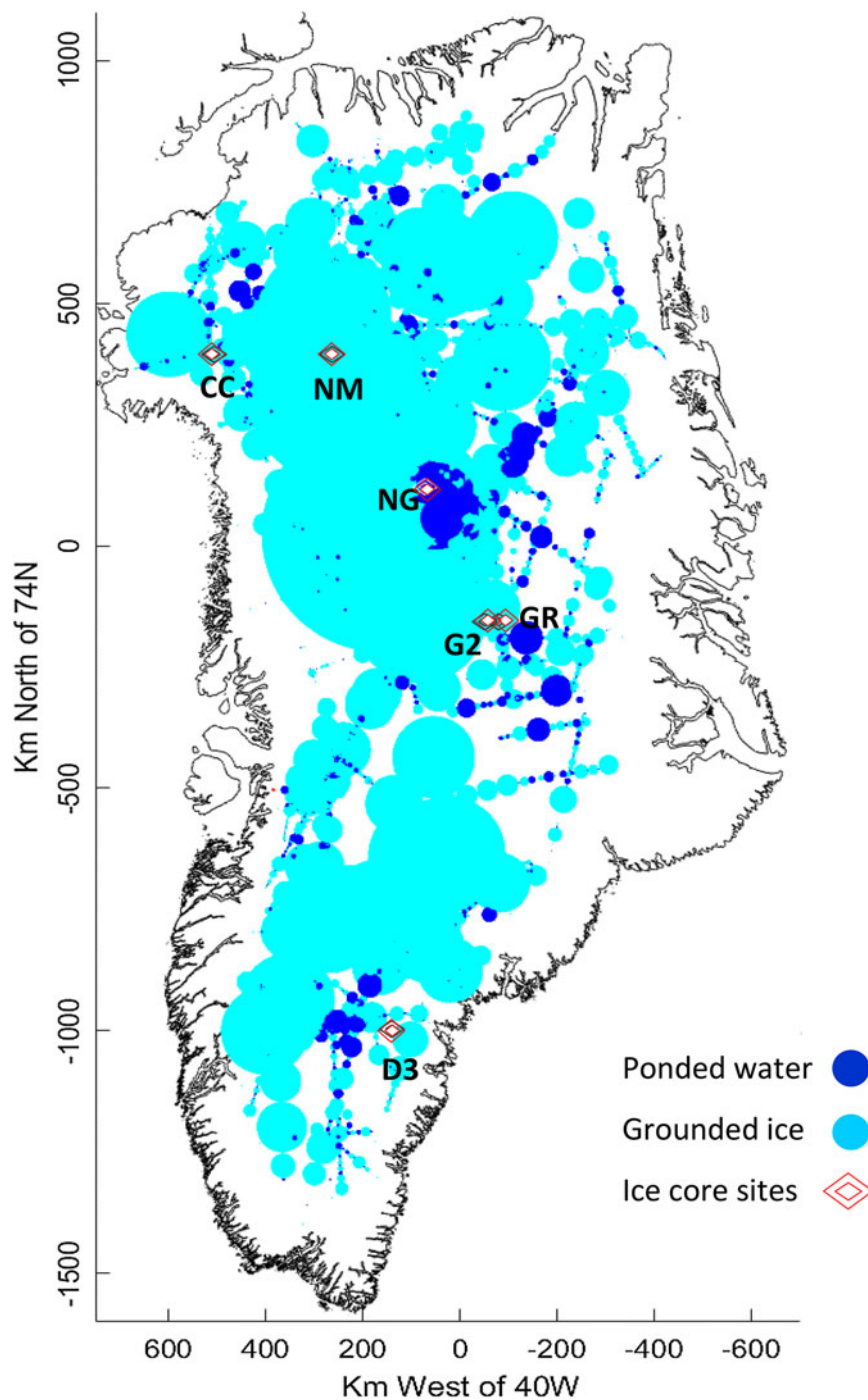 1000
500
0
-500
-1000
-1500
Km North of 74N
CC
NM
NG
G2
GR
D3
Ponded water
Grounded ice
Ice core sites
600
400
200
0
-200
-400
-600
Km West of 40W